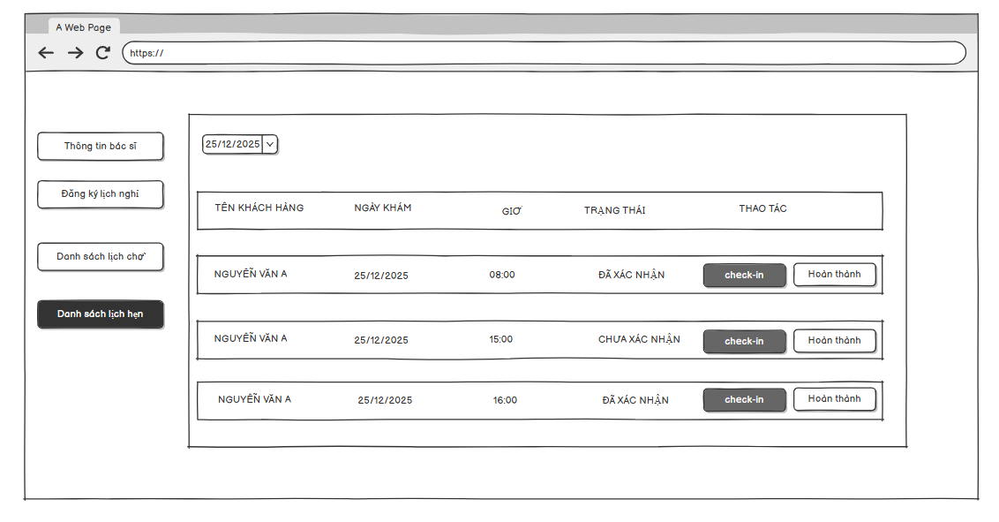 A Web Page
https://
Thông tin bác sĩ
Đăng ký lịch nghỉ
Danh sách lịch chờ
Danh sách lịch hẹn
25/12/2025
TÊN KHÁCH HÀNG NGÀY KHÁM GIỜ TRẠNG THÁI THAO TÁC
NGUYỄN VĂN A 25/12/2025 08:00 ĐÃ XÁC NHẬN check-in Hoàn thành
NGUYỄN VĂN A 25/12/2025 15:00 CHƯA XÁC NHẬN check-in Hoàn thành
NGUYỄN VĂN A 25/12/2025 16:00 ĐÃ XÁC NHẬN check-in Hoàn thành